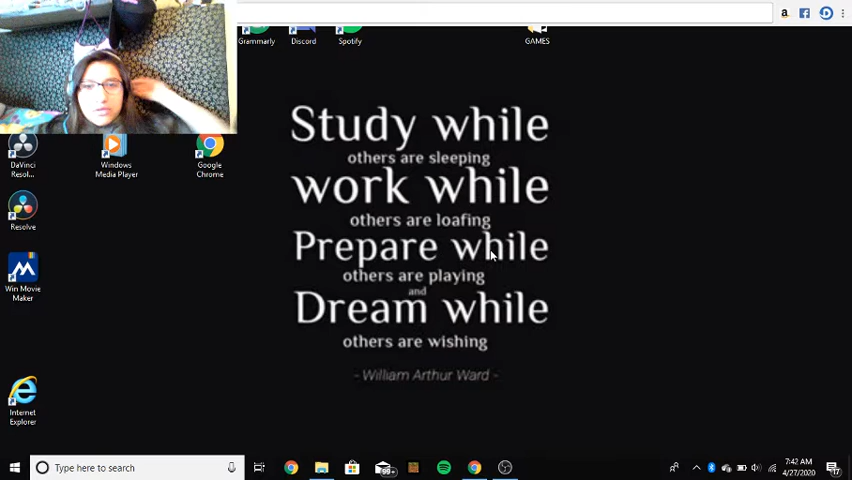 Grammarly
Discord
Spotify
GAMES
Study while
others are sleeping
work while
others are loafing
Prepare while
others are playing
and
Dream while
others are wishing
- William Arthur Ward -
DaVinci
Resol...
Windows
Media Player
Google
Chrome
Resolve
Win Movie
Maker
Internet
Explorer
Type here to search
99+
7:42 AM
4/27/2020
17